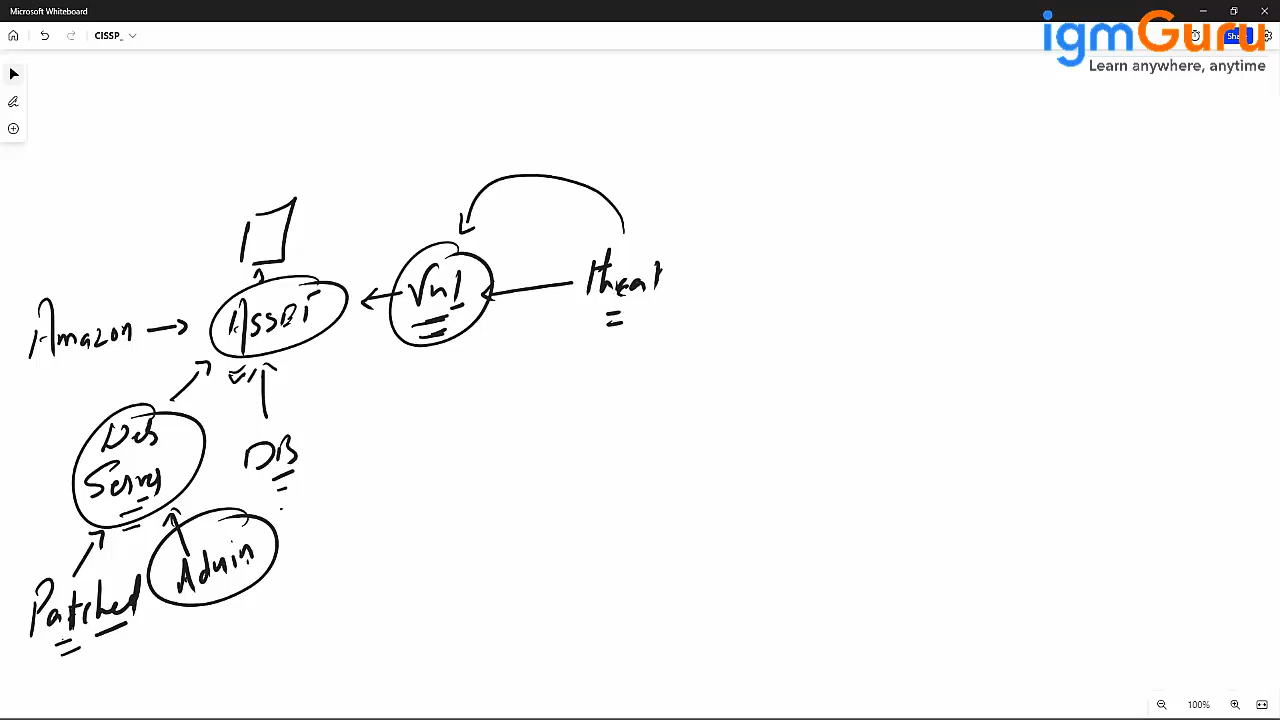 Microsoft Whiteboard
CISSP_
igmGuru
Learn anywhere, anytime
Threat
Vul
Asset
Amazon
Web
Server
DB
Admin
Patched
100%